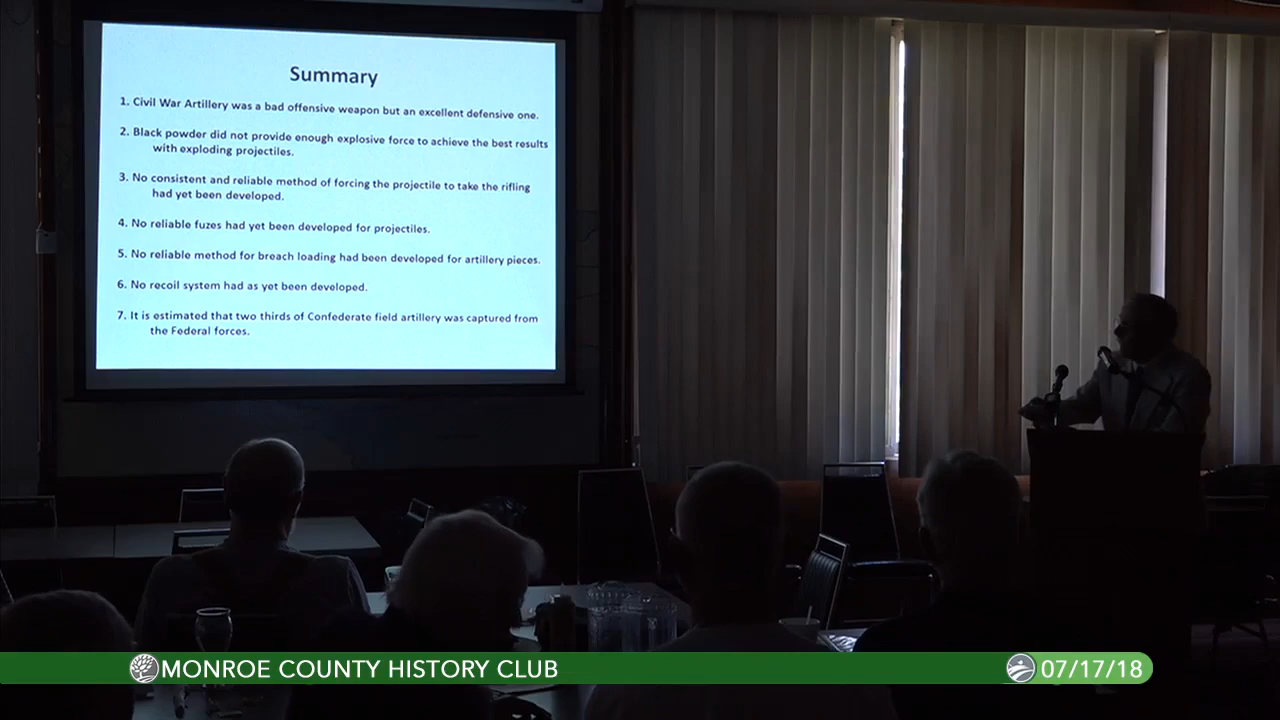 Summary
1. Civil War Artillery was a bad offensive weapon but an excellent defensive one.
2. Black powder did not provide enough explosive force to achieve the best results
with exploding projectiles.
3. No consistent and reliable method of forcing the projectile to take the rifling
had yet been developed.
4. No reliable fuzes had yet been developed for projectiles.
5. No reliable method for breach loading had been developed for artillery pieces.
6. No recoil system had as yet been developed.
7. It is estimated that two thirds of Confederate field artillery was captured from
the Federal forces.
MONROE COUNTY HISTORY CLUB
07/17/18